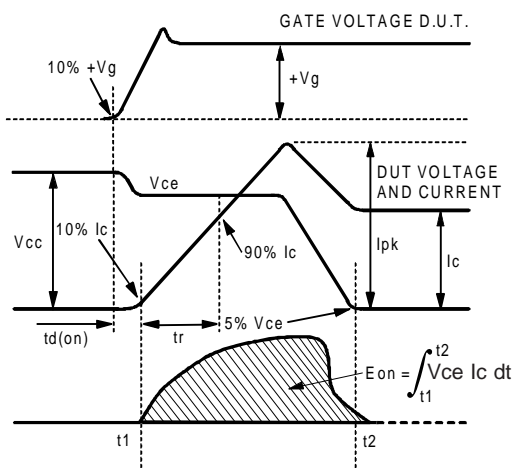 GATE VOLTAGE D.U.T.
10% +Vg
+Vg
Vce
DUT VOLTAGE
AND CURRENT
Vcc
10% Ic
90% Ic
Ipk
Ic
td(on)
tr
5% Vce
Eon = ∫ Vce Ic dt
t2
t1
t1
t2